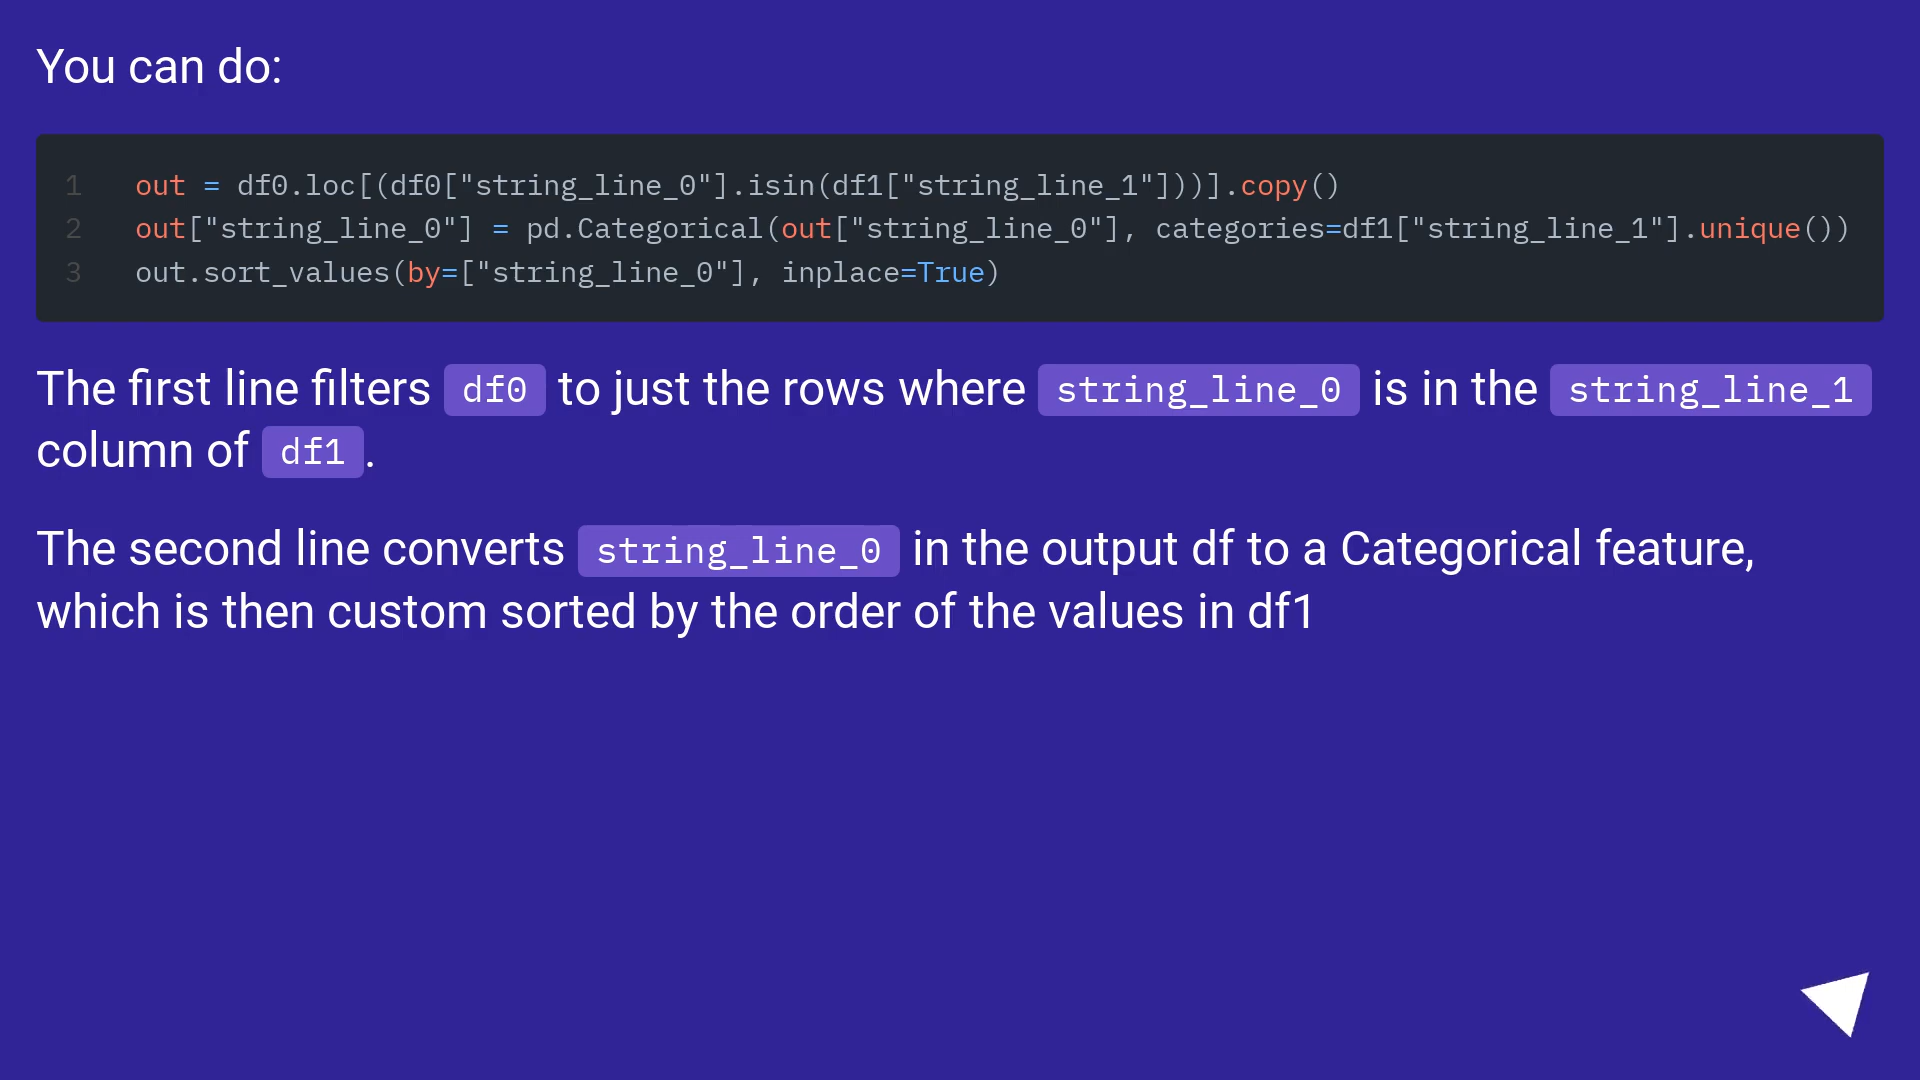 You can do:
1 out = df0.loc[(df0["string_line_0"].isin(df1["string_line_1"]))].copy()
2 out["string_line_0"] = pd.Categorical(out["string_line_0"], categories=df1["string_line_1"].unique())
3 out.sort_values(by=["string_line_0"], inplace=True)
The first line filters df0 to just the rows where string_line_0 is in the string_line_1
column of df1.
The second line converts string_line_0 in the output df to a Categorical feature,
which is then custom sorted by the order of the values in df1